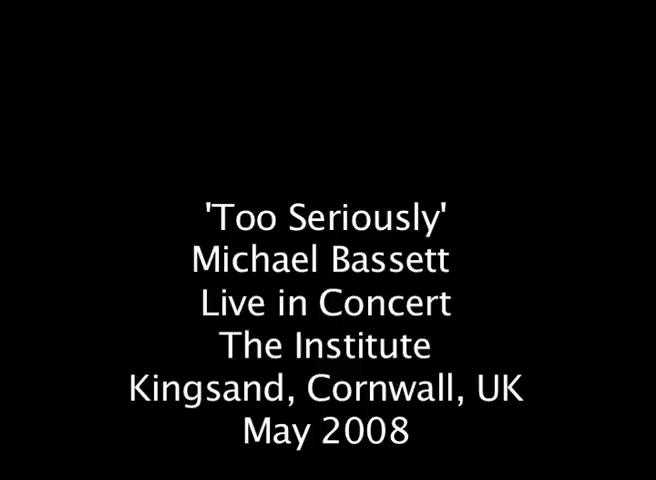 'Too Seriously'
Michael Bassett
Live in Concert
The Institute
Kingsand, Cornwall, UK
May 2008